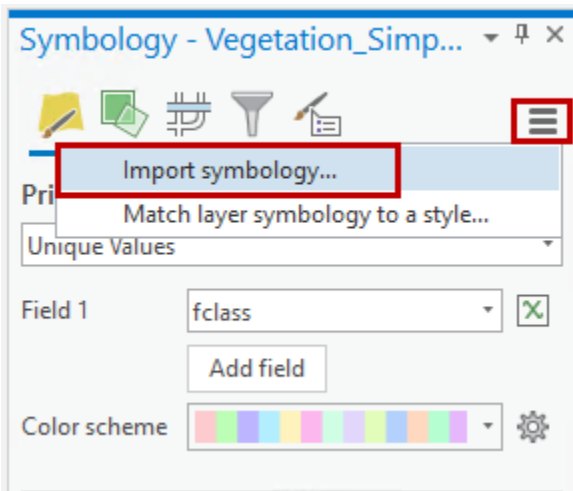 Symbology - Vegetation_Simp...
Import symbology...
Match layer symbology to a style...
Unique Values
Field 1
fclass
Add field
Color scheme